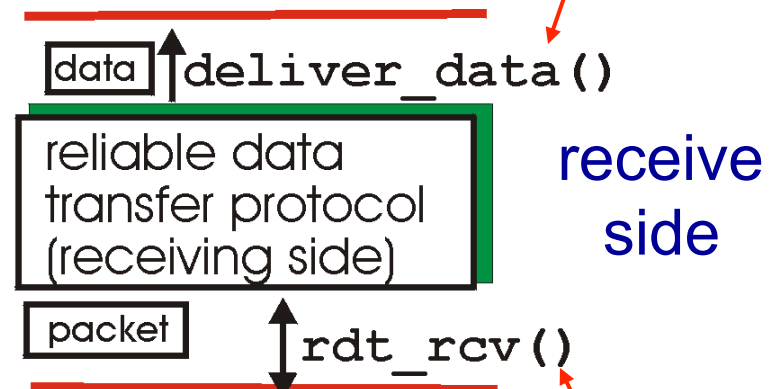 data
deliver_data()
reliable data
transfer protocol
(receiving side)
receive
side
packet
rdt_rcv()